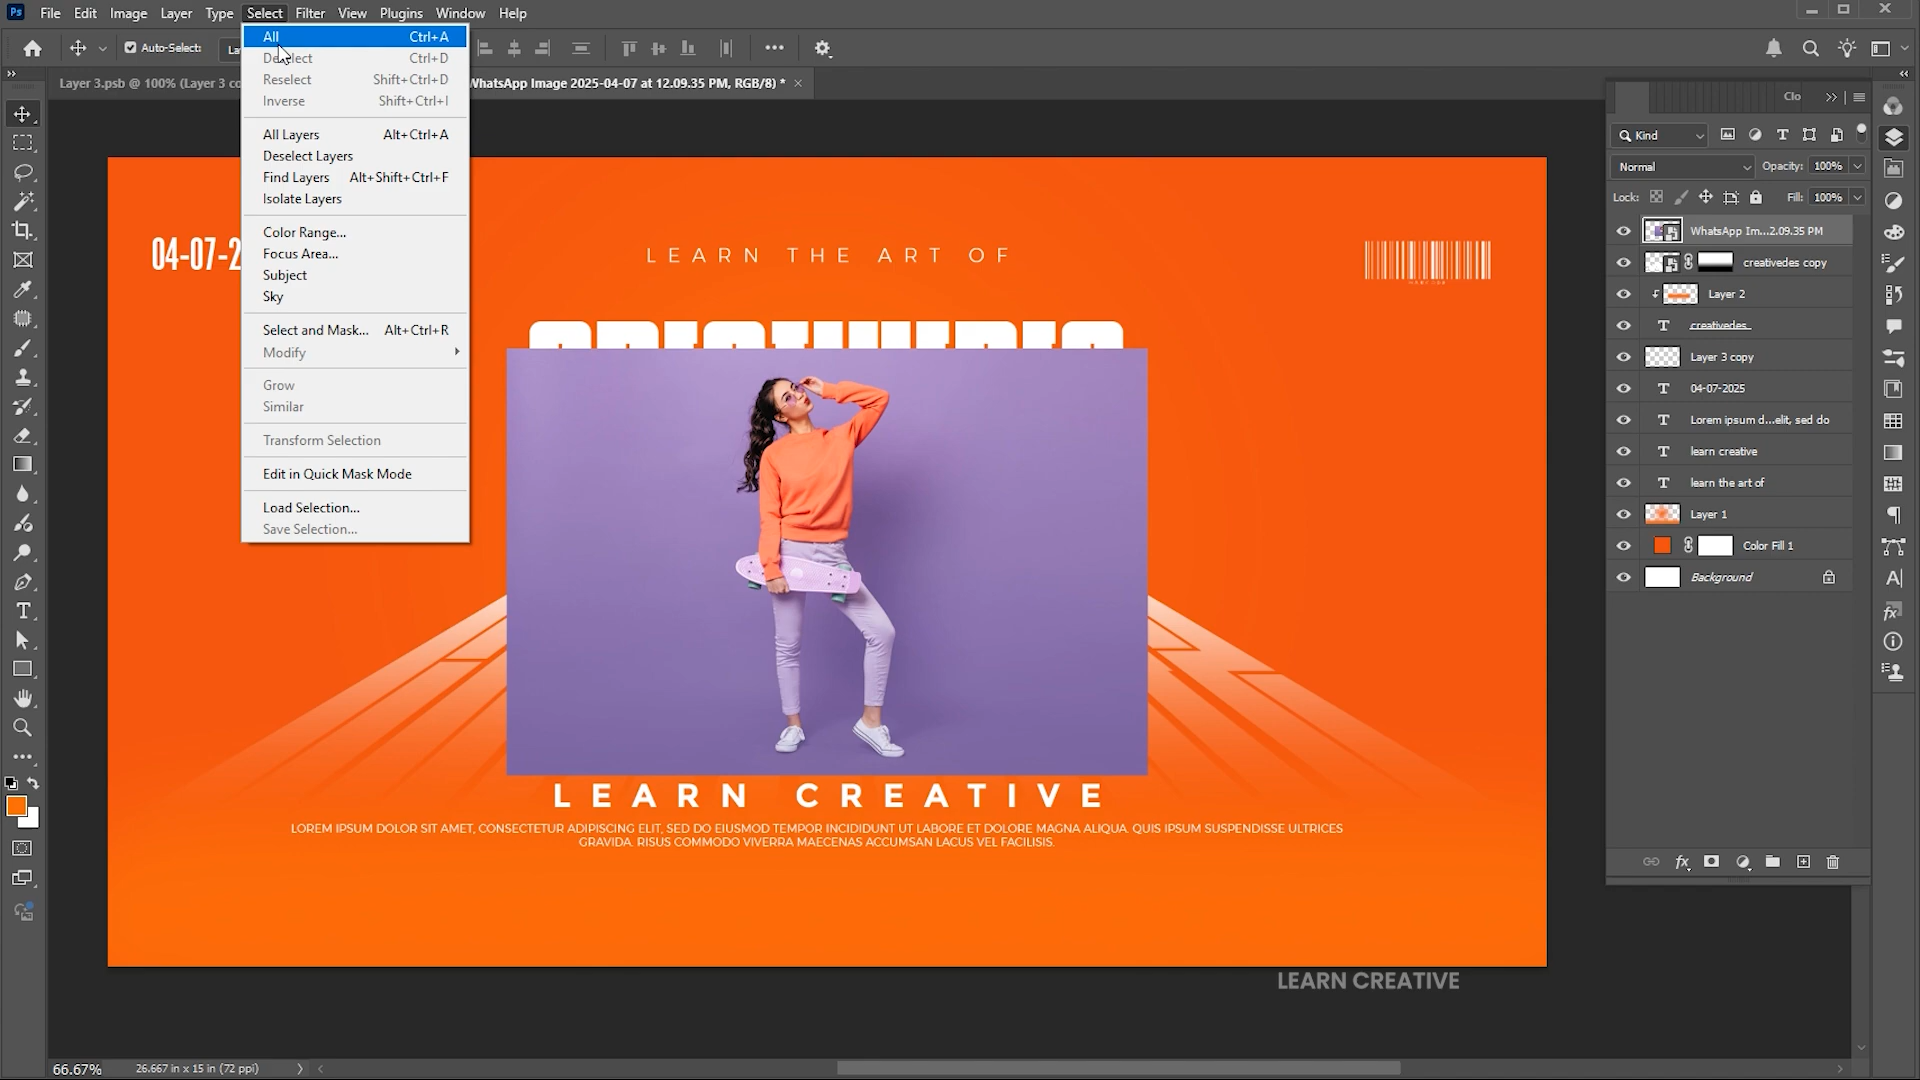 Ps File Edit Image Layer Type Select Filter View Plugins Window Help
Auto-Select:
Layer 3.psb @ 100% (Layer 3 co
WhatsApp Image 2025-04-07 at 12.09.35 PM, RGB/8) *
All Ctrl+A
Deselect Ctrl+D
Reselect Shift+Ctrl+D
Inverse Shift+Ctrl+I
All Layers Alt+Ctrl+A
Deselect Layers
Find Layers Alt+Shift+Ctrl+F
Isolate Layers
Color Range...
Focus Area...
Subject
Sky
Select and Mask... Alt+Ctrl+R
Modify
Grow
Similar
Transform Selection
Edit in Quick Mask Mode
Load Selection...
Save Selection...
04-07-2
LEARN THE ART OF
LEARN CREATIVE
LOREM IPSUM DOLOR SIT AMET, CONSECTETUR ADIPISCING ELIT, SED DO EIUSMOD TEMPOR INCIDIDUNT UT LABORE ET DOLORE MAGNA ALIQUA. QUIS IPSUM SUSPENDISSE ULTRICES
GRAVIDA. RISUS COMMODO VIVERRA MAECENAS ACCUMSAN LACUS VEL FACILISIS.
LEARN CREATIVE
Clo
Kind
Normal Opacity: 100%
Lock: Fill: 100%
WhatsApp Im...2.09.35 PM
creativedes copy
Layer 2
creativedes
Layer 3 copy
04-07-2025
Lorem ipsum d...elit, sed do
learn creative
learn the art of
Layer 1
Color Fill 1
Background
66.67% 26.667 in x 15 in (72 ppi)